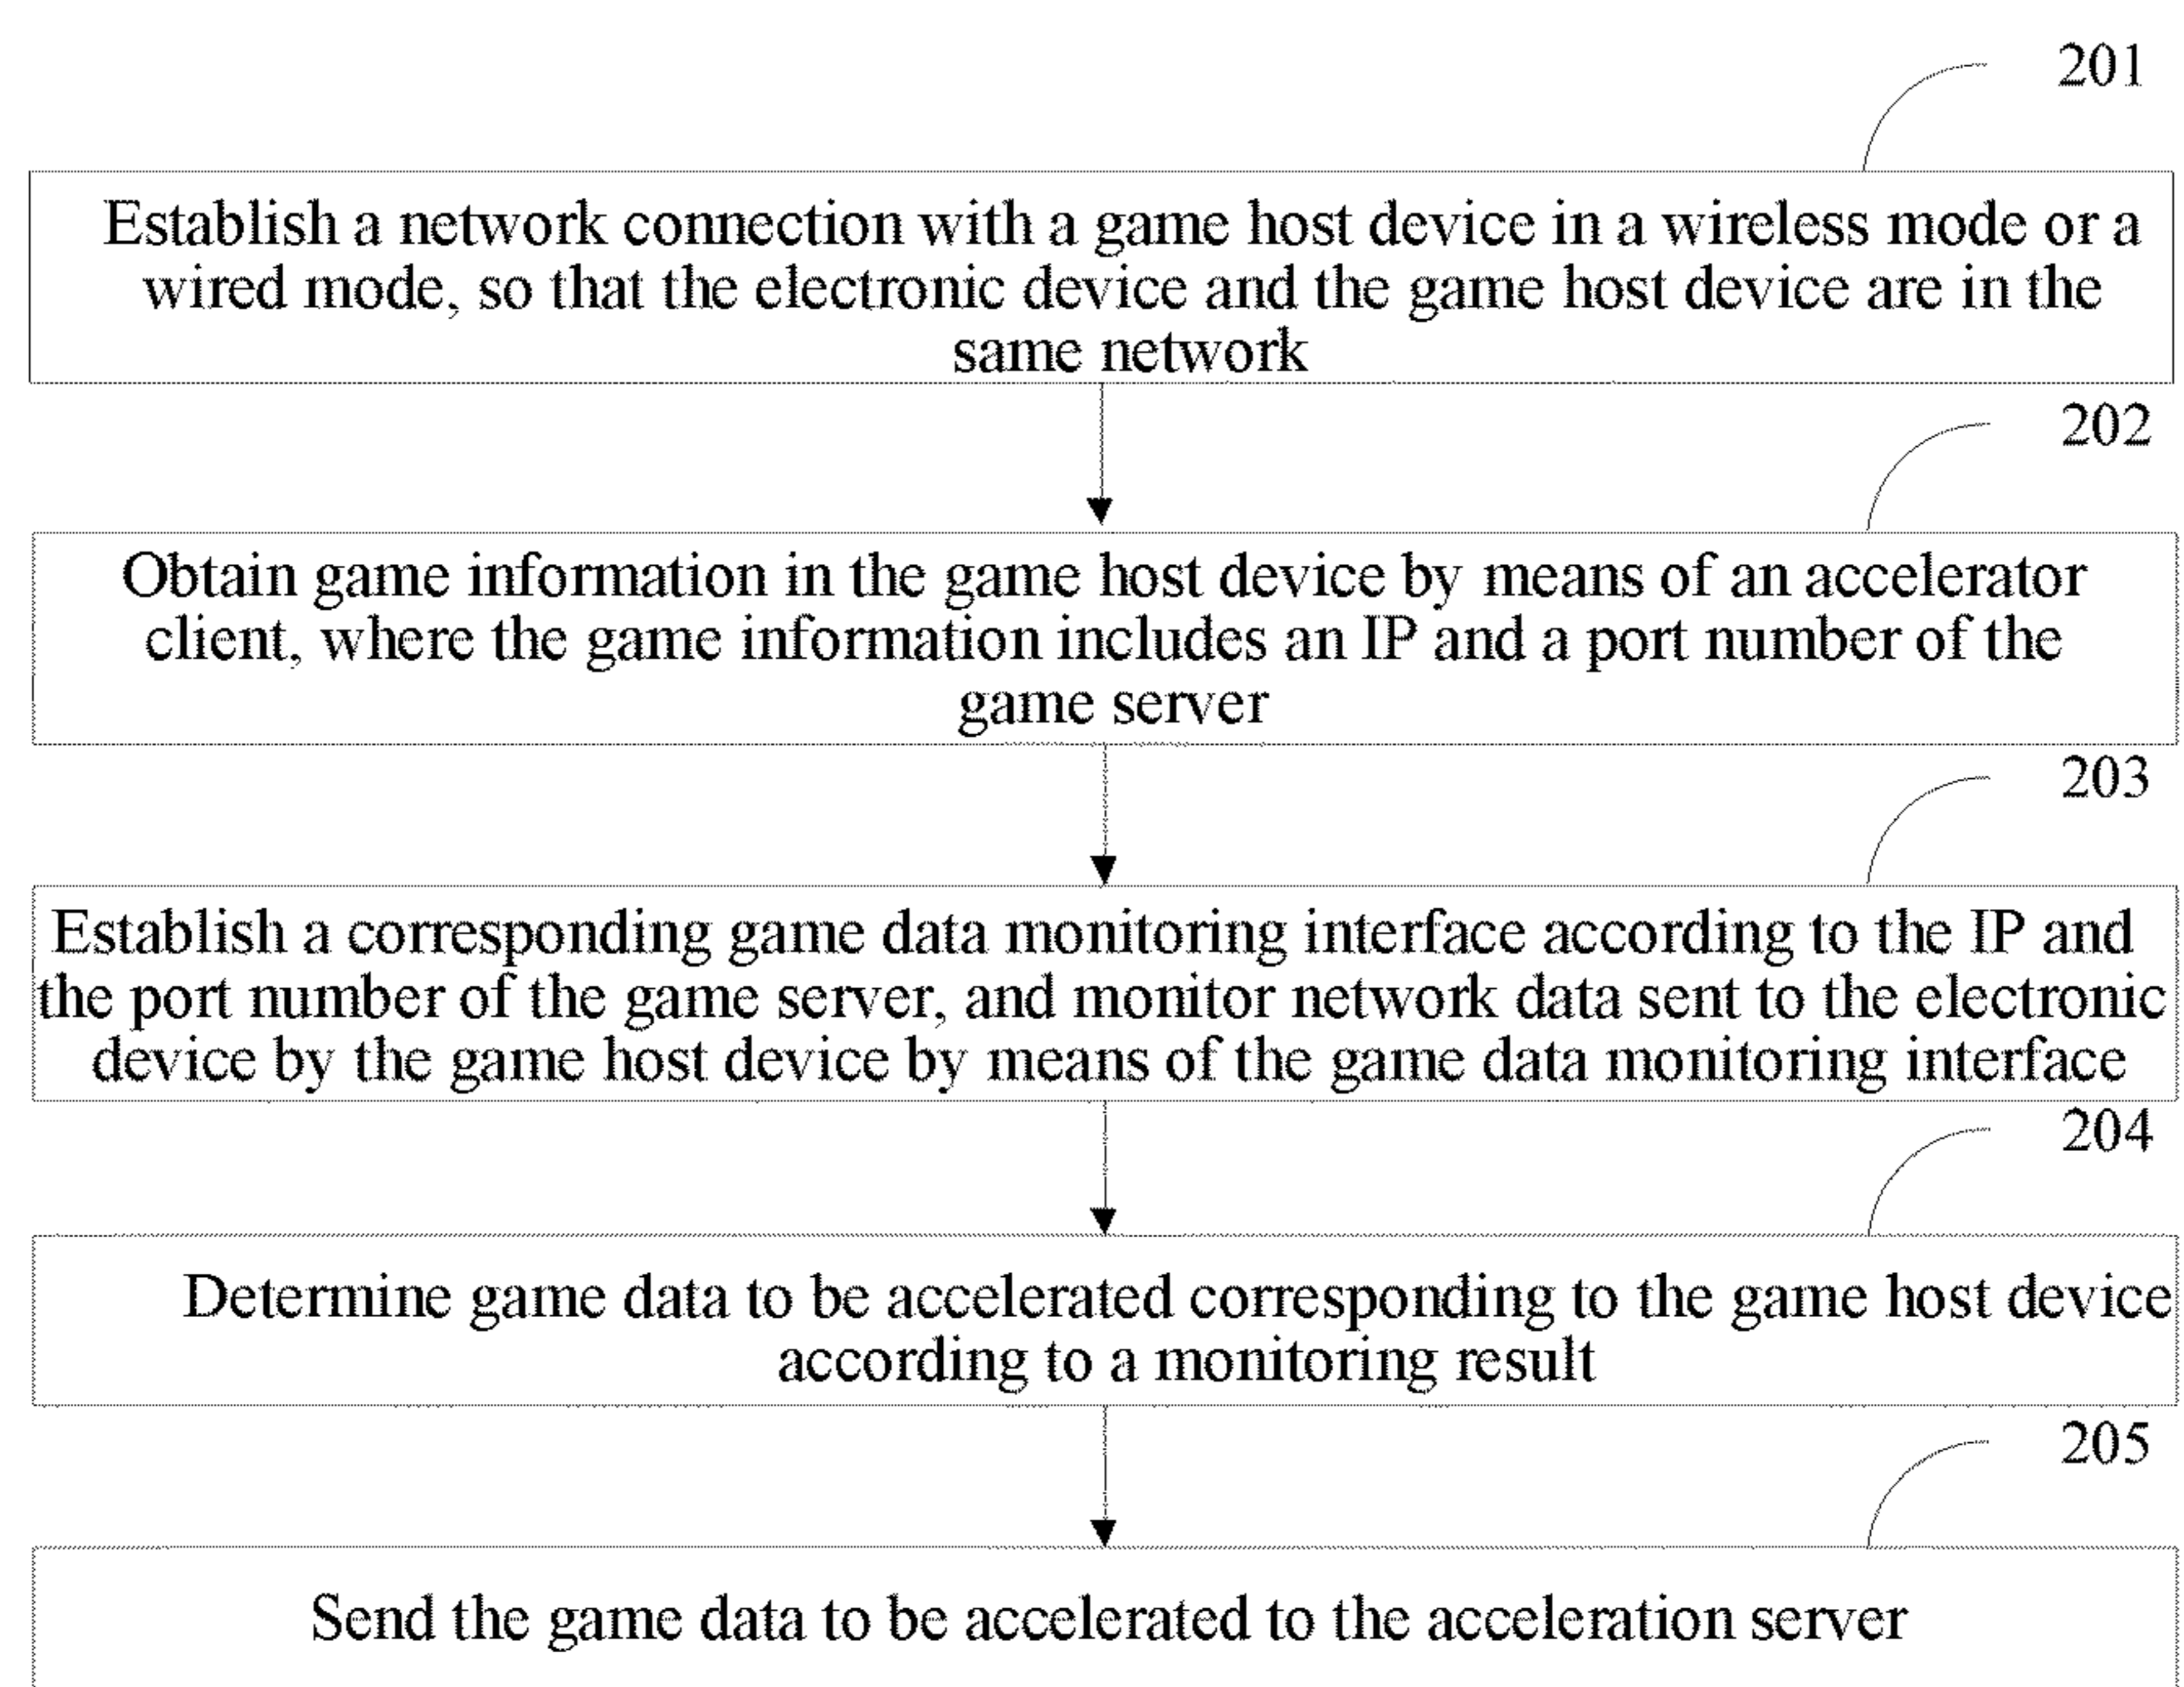 201
Establish a network connection with a game host device in a wireless mode or a
wired mode, so that the electronic device and the game host device are in the
same network
202
Obtain game information in the game host device by means of an accelerator
client, where the game information includes an IP and a port number of the
game server
203
Establish a corresponding game data monitoring interface according to the IP and
the port number of the game server, and monitor network data sent to the electronic
device by the game host device by means of the game data monitoring interface
204
Determine game data to be accelerated corresponding to the game host device
according to a monitoring result
205
Send the game data to be accelerated to the acceleration server